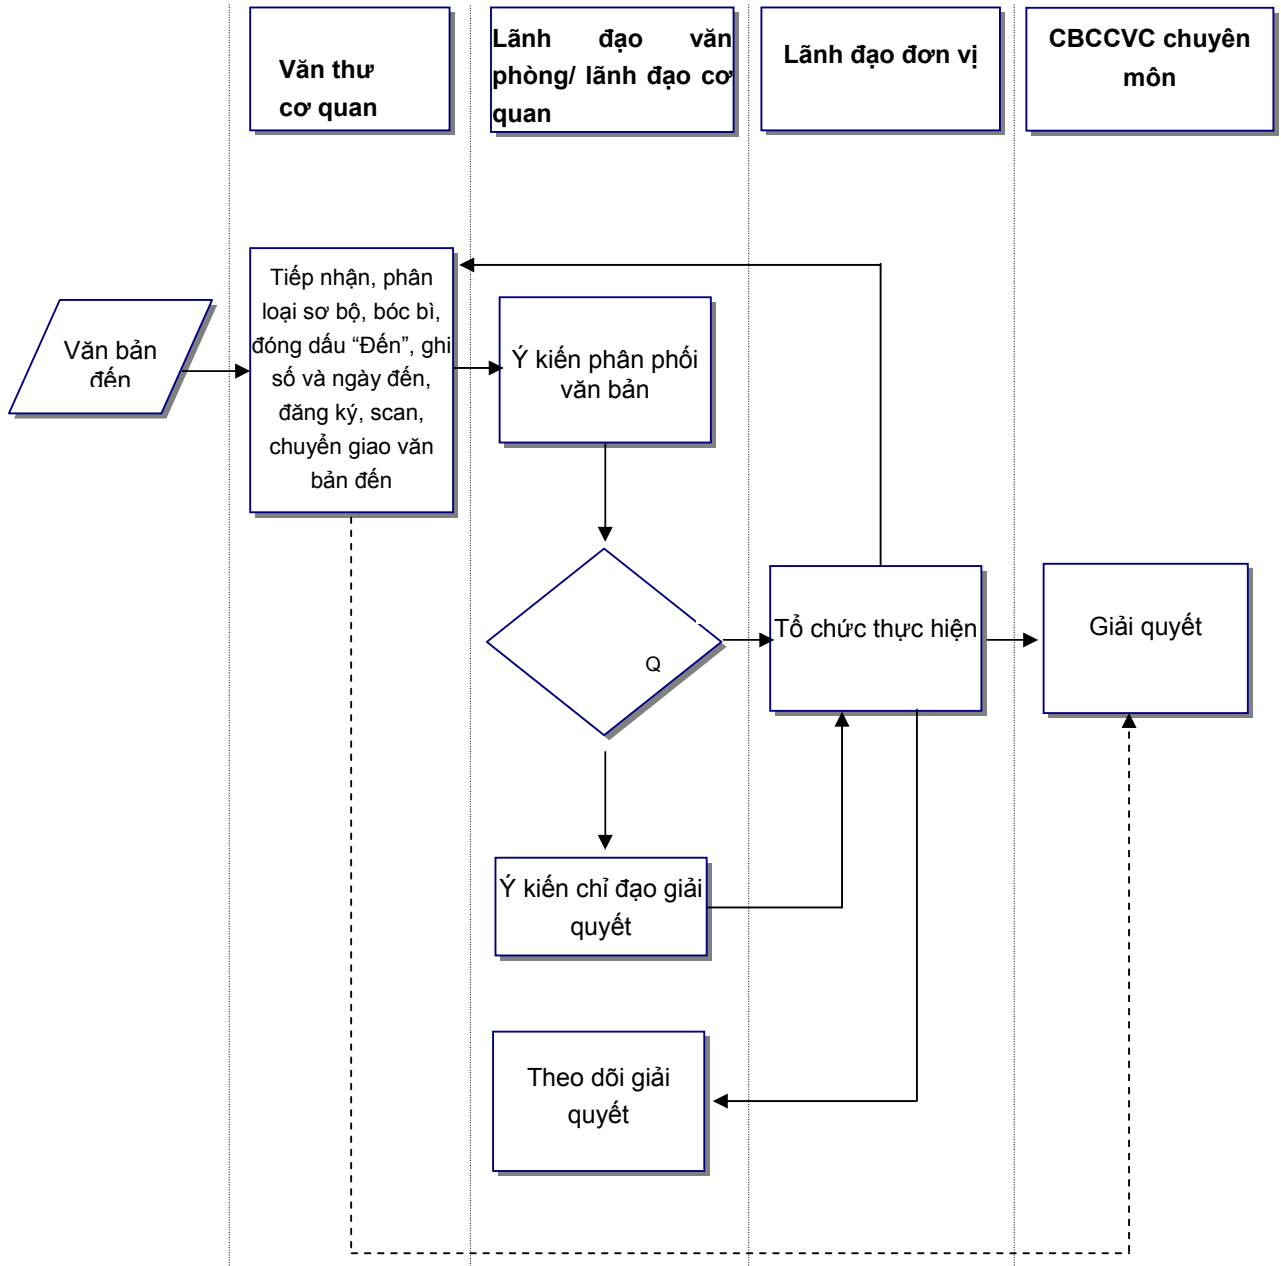 Văn thư
cơ quan
Lãnh đạo văn
phòng/ lãnh đạo cơ
quan
Lãnh đạo đơn vị
CBCCVC chuyên
môn
Văn bản
đến
Tiếp nhận, phân
loại sơ bộ, bóc bì,
đóng dấu “Đến”, ghi
số và ngày đến,
đăng ký, scan,
chuyển giao văn
bản đến
Ý kiến phân phối
văn bản
Q
Tổ chức thực hiện
Giải quyết
Ý kiến chỉ đạo giải
quyết
Theo dõi giải
quyết